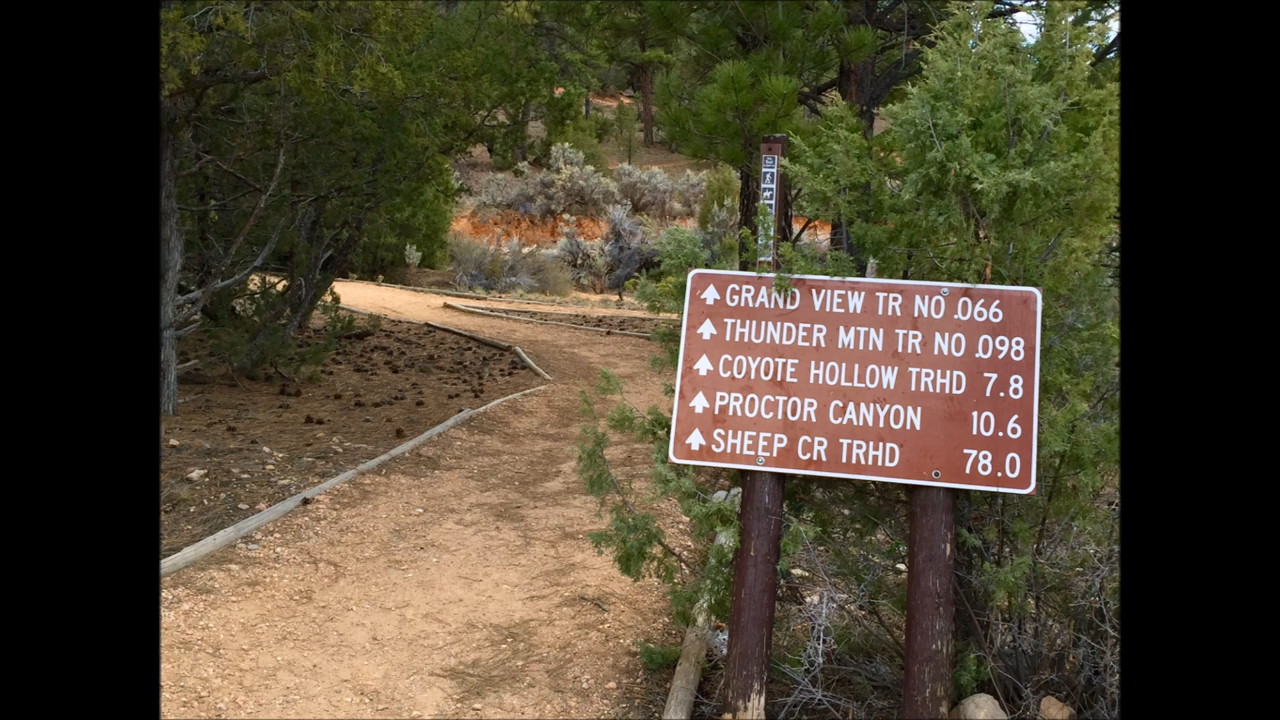 GRAND VIEW TR NO .066
THUNDER MTN TR NO .098
COYOTE HOLLOW TRHD 7.8
PROCTOR CANYON 10.6
SHEEP CR TRHD 78.0